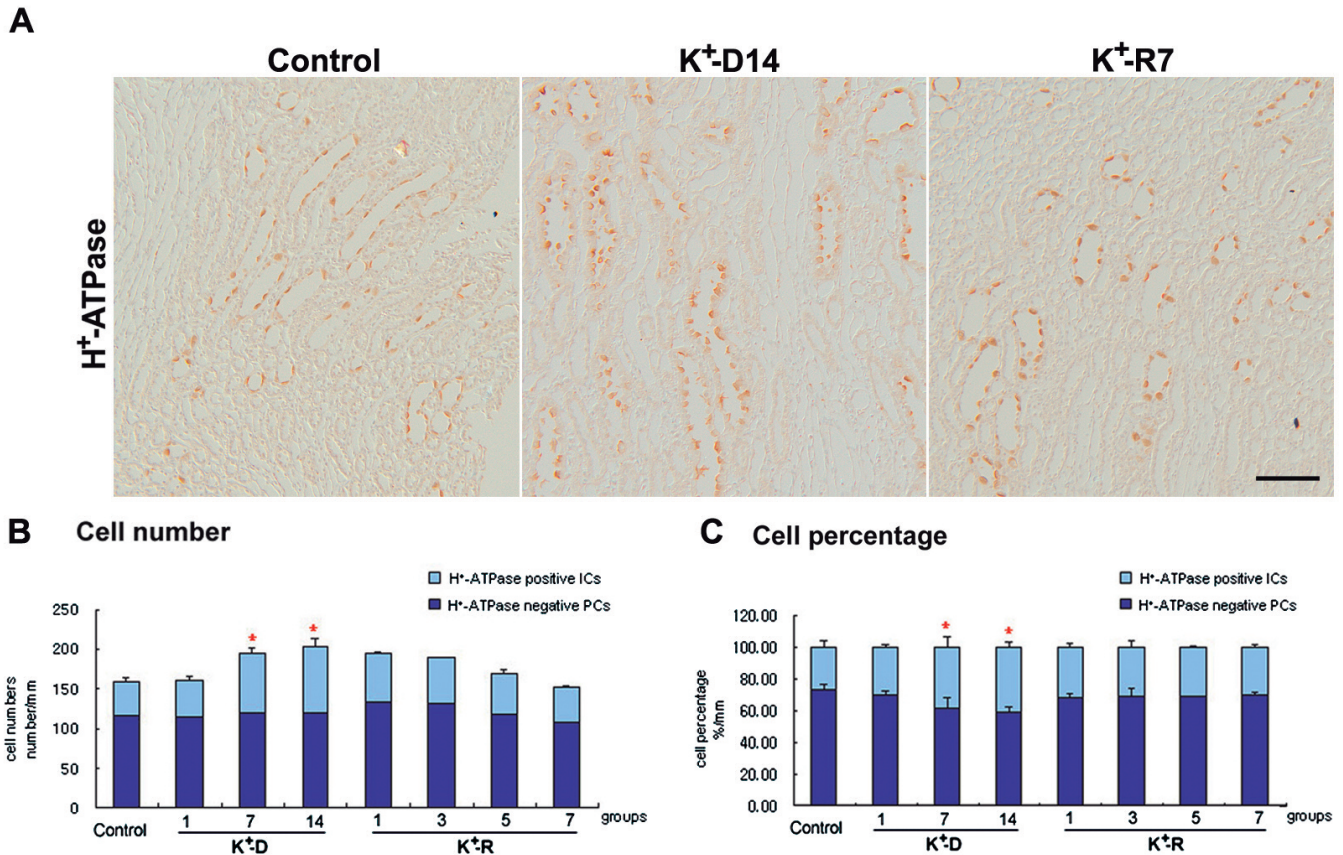 A
Control
K⁺-D14
K⁺-R7
H⁺-ATPase
B Cell number
H⁺-ATPase positive ICs
H⁺-ATPase negative PCs
cell numbers
number/mm
250
200
150
100
50
0
* *
Control 1 7 14 1 3 5 7 groups
K⁺-D K⁺-R
C Cell percentage
H⁺-ATPase positive ICs
H⁺-ATPase negative PCs
cell percentage
%/mm
120.00
100.00
80.00
60.00
40.00
20.00
0.00
* *
Control 1 7 14 1 3 5 7 groups
K⁺-D K⁺-R